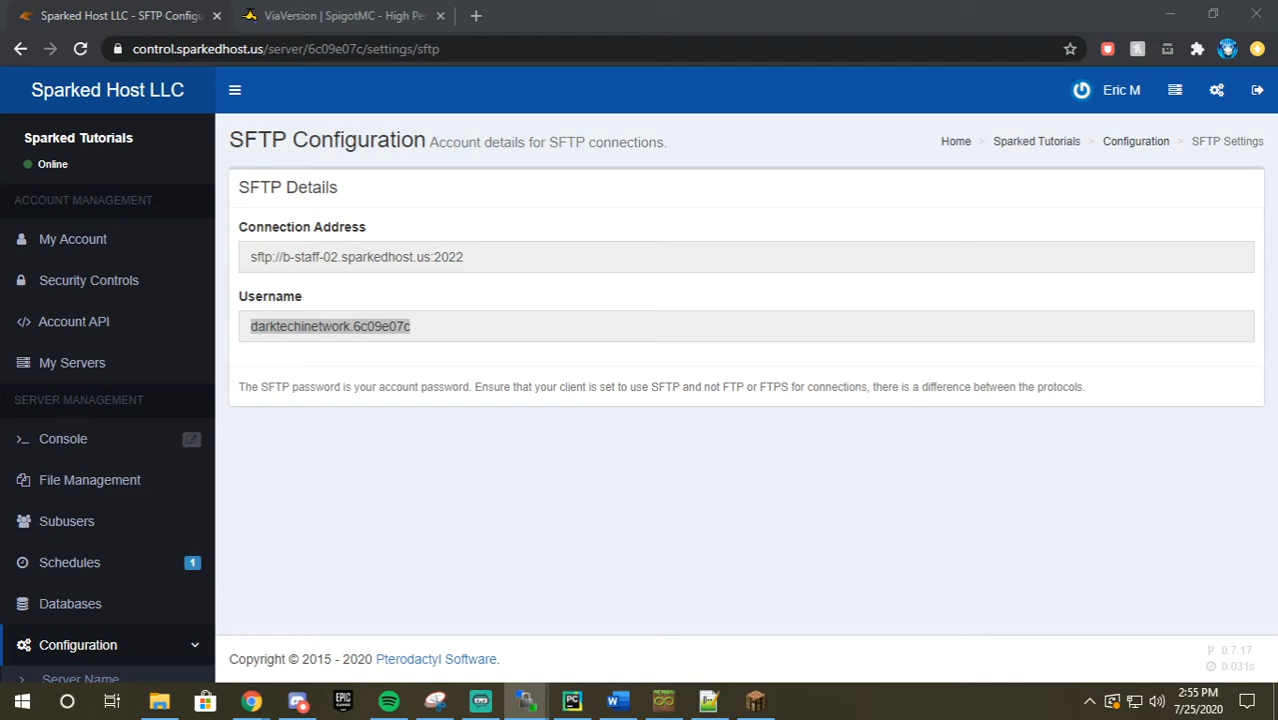 Sparked Host LLC - SFTP Configu
ViaVersion | SpigotMC - High Pe
control.sparkedhost.us/server/6c09e07c/settings/sftp
Sparked Host LLC
Eric M
Sparked Tutorials
Online
SFTP Configuration Account details for SFTP connections.
Home > Sparked Tutorials > Configuration > SFTP Settings
ACCOUNT MANAGEMENT
My Account
Security Controls
Account API
My Servers
SERVER MANAGEMENT
Console
File Management
Subusers
Schedules 1
Databases
Configuration
Server Name
SFTP Details
Connection Address
sftp://b-staff-02.sparkedhost.us:2022
Username
darktechinetwork.6c09e07c
The SFTP password is your account password. Ensure that your client is set to use SFTP and not FTP or FTPS for connections, there is a difference between the protocols.
Copyright © 2015 - 2020 Pterodactyl Software.
0.7.17
0.031s
EPIC GAMES
PC
W
2:55 PM
7/25/2020